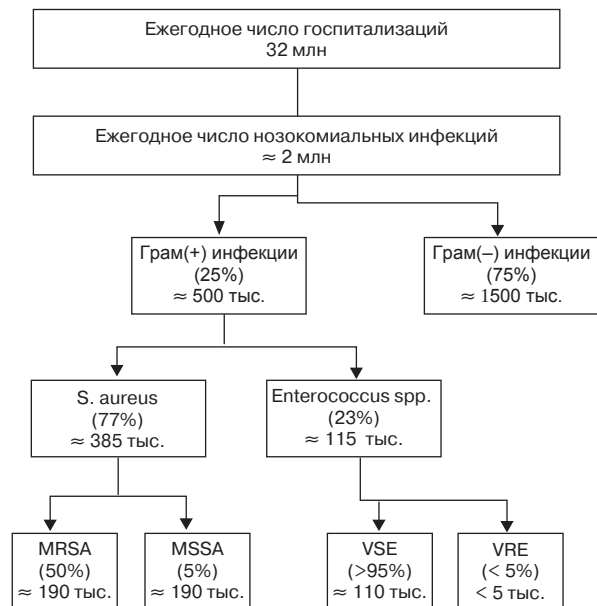 Ежегодное число госпитализаций
32 млн
Ежегодное число нозокомиальных инфекций
≈ 2 млн
Грам(+) инфекции
(25%)
≈ 500 тыс.
Грам(–) инфекции
(75%)
≈ 1500 тыс.
S. aureus
(77%)
≈ 385 тыс.
Enterococcus spp.
(23%)
≈ 115 тыс.
MRSA
(50%)
≈ 190 тыс.
MSSA
(5%)
≈ 190 тыс.
VSE
(>95%)
≈ 110 тыс.
VRE
(< 5%)
< 5 тыс.